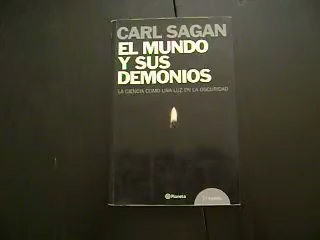 CARL SAGAN
EL MUNDO
Y SUS
DEMONIOS
LA CIENCIA COMO UNA LUZ EN LA OSCURIDAD
Planeta